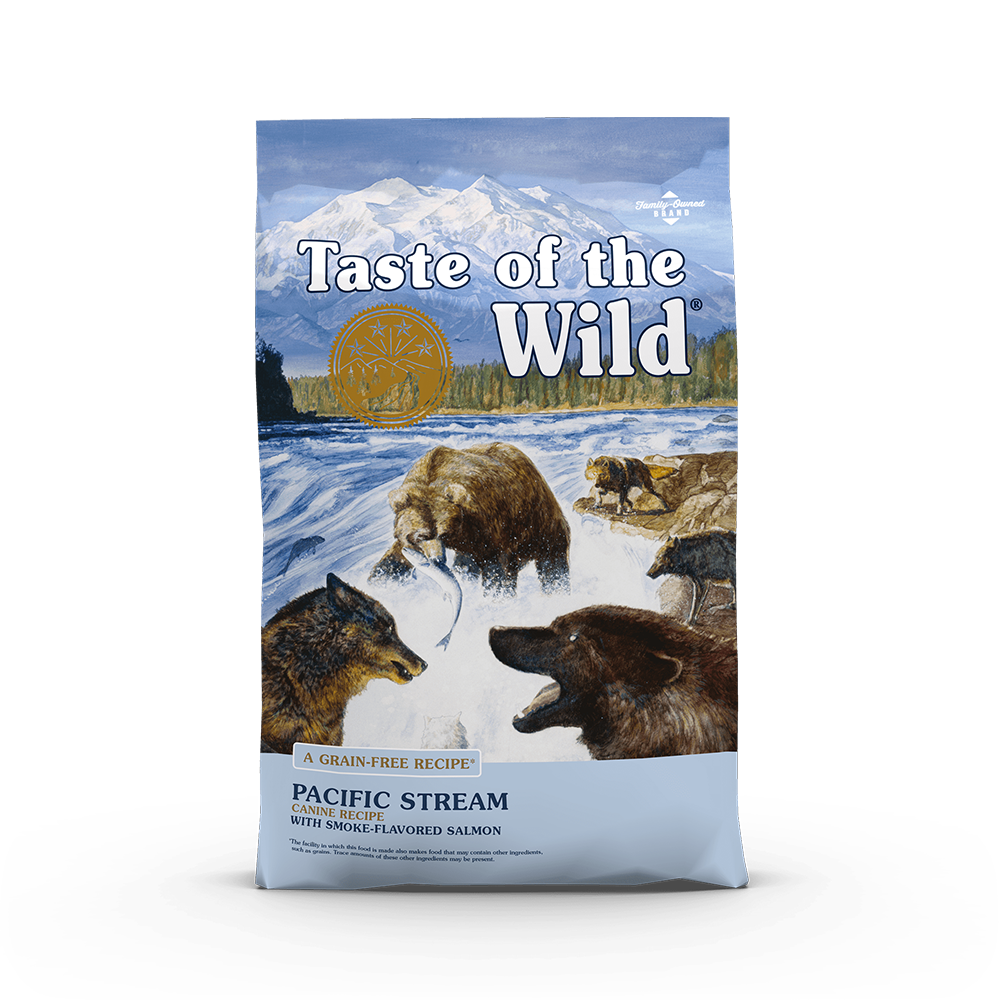 Family-Owned
BRAND
Taste of the
Wild®
A GRAIN-FREE RECIPE*
PACIFIC STREAM
CANINE RECIPE
WITH SMOKE-FLAVORED SALMON
*The facility in which this food is made also makes food that may contain other ingredients,
such as grains. Trace amounts of these other ingredients may be present.